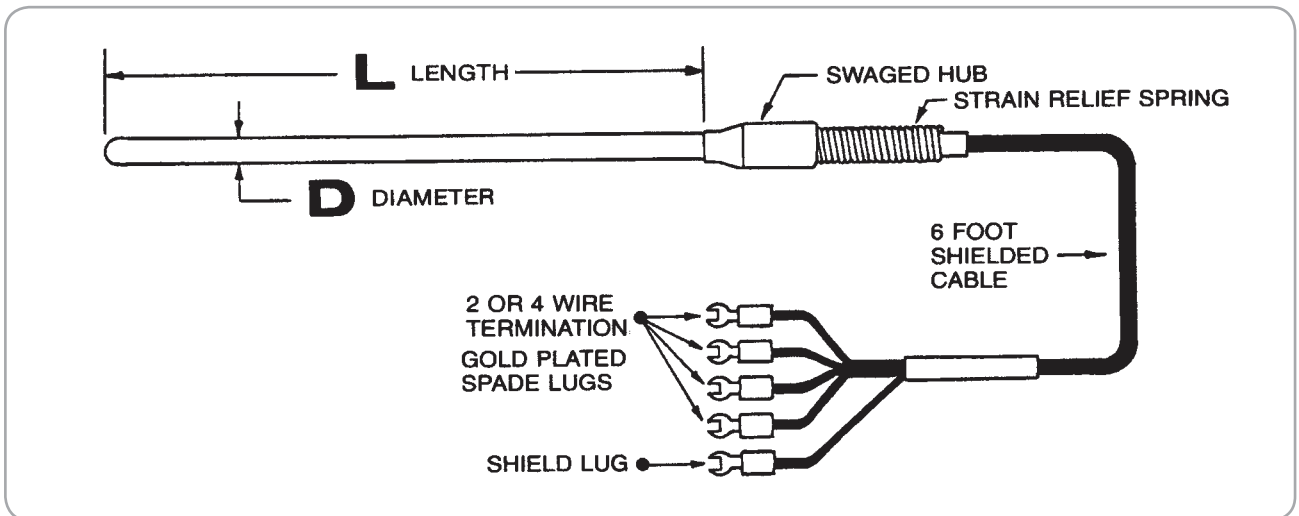 L LENGTH
SWAGED HUB
STRAIN RELIEF SPRING
D DIAMETER
6 FOOT
SHIELDED
CABLE
2 OR 4 WIRE
TERMINATION
GOLD PLATED
SPADE LUGS
SHIELD LUG